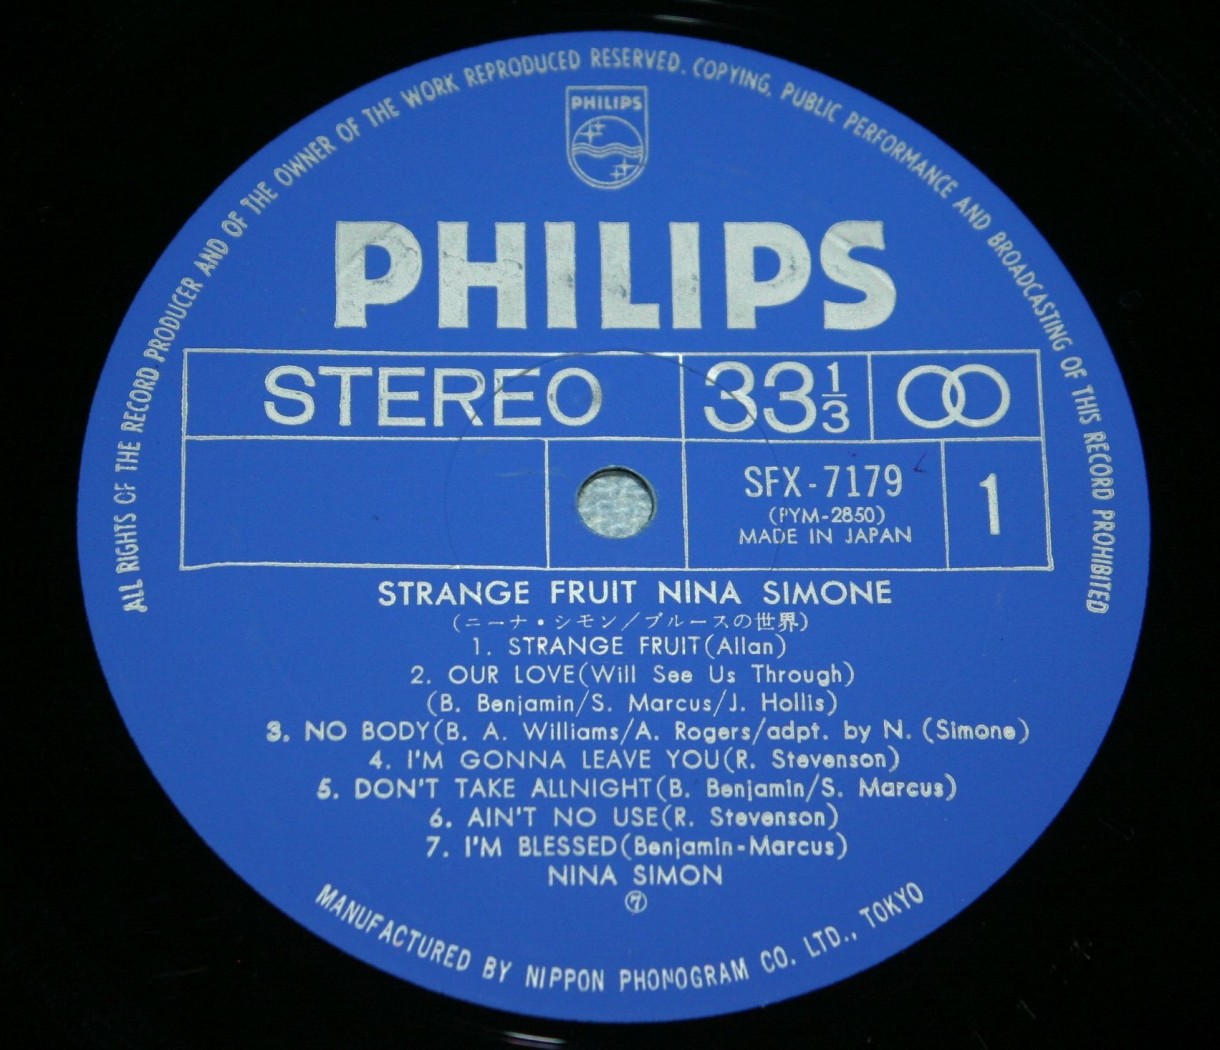 ALL RIGHTS OF THE RECORD PRODUCER AND OF THE OWNER OF THE WORK REPRODUCED RESERVED. COPYING, PUBLIC PERFORMANCE AND BROADCASTING OF THIS RECORD PROHIBITED
PHILIPS
PHILIPS
STEREO 33 1/3
SFX-7179
(PYM-2850)
MADE IN JAPAN
1
STRANGE FRUIT NINA SIMONE
(ニーナ・シモン/ブルースの世界)
1. STRANGE FRUIT(Allan)
2. OUR LOVE(Will See Us Through)
(B. Benjamin/S. Marcus/J. Hollis)
3. NO BODY(B. A. Williams/A. Rogers/adpt. by N. (Simone)
4. I'M GONNA LEAVE YOU(R. Stevenson)
5. DON'T TAKE ALLNIGHT(B. Benjamin/S. Marcus)
6. AIN'T NO USE(R. Stevenson)
7. I'M BLESSED(Benjamin-Marcus)
NINA SIMON
⑦
MANUFACTURED BY NIPPON PHONOGRAM CO. LTD., TOKYO